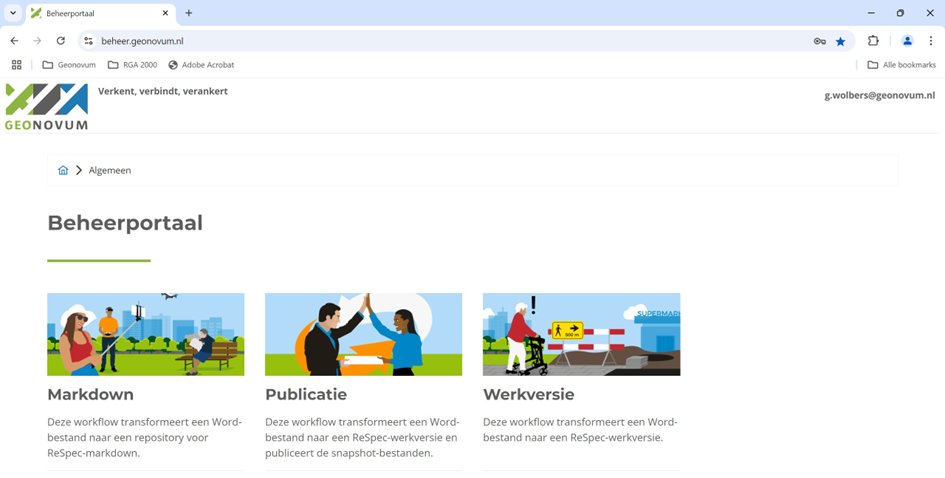 Beheerportaal
beheer.geonovum.nl
Geonovum
RGA 2000
Adobe Acrobat
All bookmarks
GEONOVUM
Verkent, verbindt, verankert
g.wolbers@geonovum.nl
Algemeen
Beheerportaal
SUPERMAR
500 m
Markdown
Deze workflow transformeert een Word-
bestand naar een repository voor
ReSpec-markdown.
Publicatie
Deze workflow transformeert een Word-
bestand naar een ReSpec-werkversie en
publiceert de snapshot-bestanden.
Werkversie
Deze workflow transformeert een Word-
bestand naar een ReSpec-werkversie.